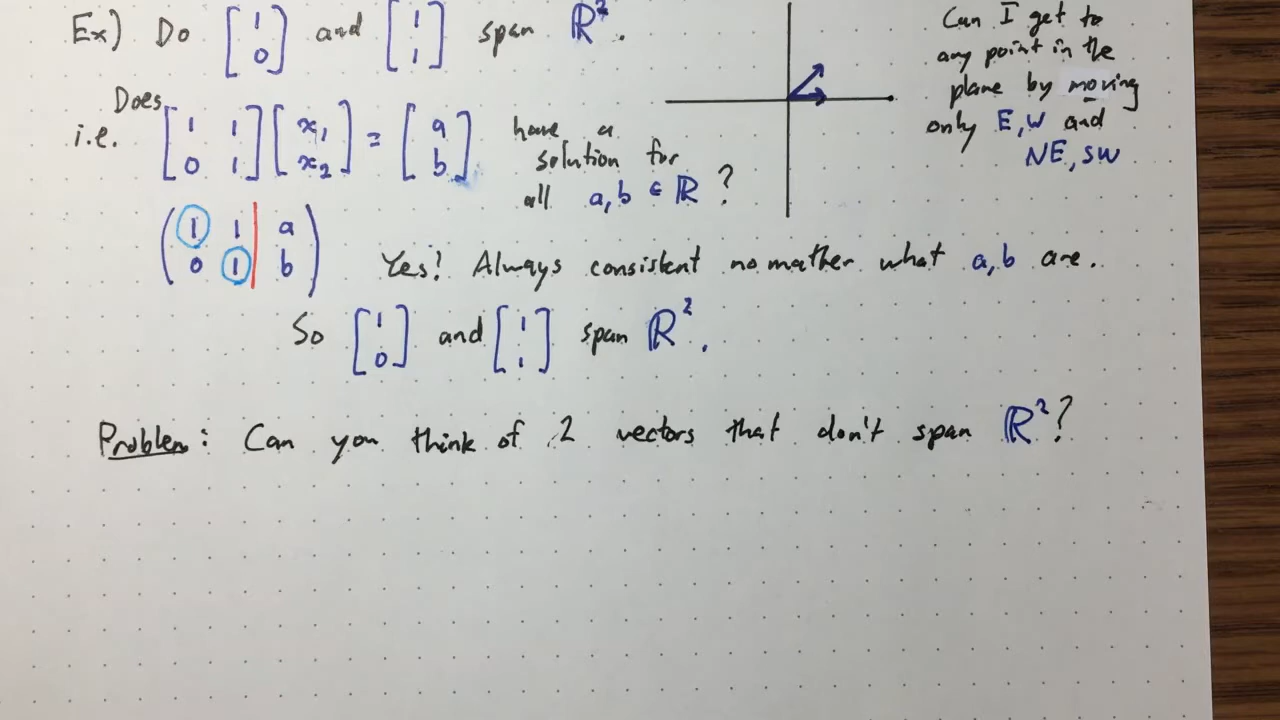 Ex) Do [1 0] and [1 1] span ℝ².
Can I get to
any point in the
plane by moving
only E, W and
NE, SW
Does
i.e. [1 1 0 1] [x₁ x₂] = [a b] have a
solution for
all a, b ∈ ℝ ?
(1 1 | a
0 1 | b)
Yes! Always consistent no mather what a, b are.
So [1 0] and [1 1] span ℝ².
Problem: Can you think of 2 vectors that don't span ℝ²?